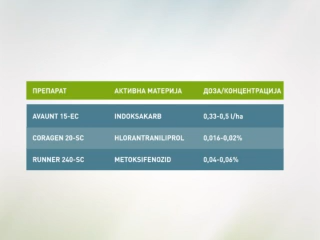 ПРЕПАРАТ АКТИВНА МАТЕРИЈА ДОЗА/КОНЦЕНТРАЦИЈА
AVAUNT 15-EC INDOKSAKARB 0,33-0,5 l/ha
CORAGEN 20-SC HLORANTRANILIPROL 0,016-0,02%
RUNNER 240-SC METOKSIFENOZID 0,04-0,06%